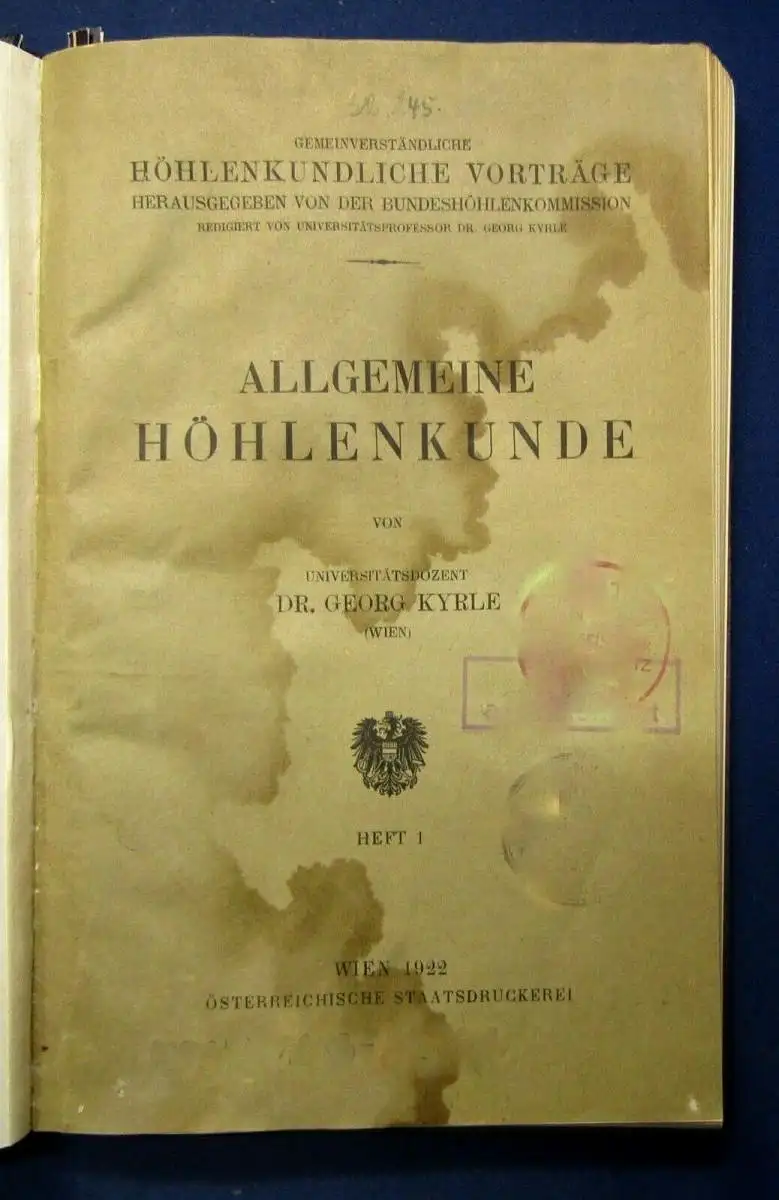 45.
GEMEINVERSTÄNDLICHE
HÖHLENKUNDLICHE VORTRÄGE
HERAUSGEGEBEN VON DER BUNDESHÖHLENKOMMISSION
REDIGIERT VON UNIVERSITÄTSPROFESSOR DR. GEORG KYRLE
ALLGEMEINE
HÖHLENKUNDE
VON
UNIVERSITÄTSDOZENT
DR. GEORG KYRLE
(WIEN)
HEFT 1
WIEN 1922
ÖSTERREICHISCHE STAATSDRUCKEREI